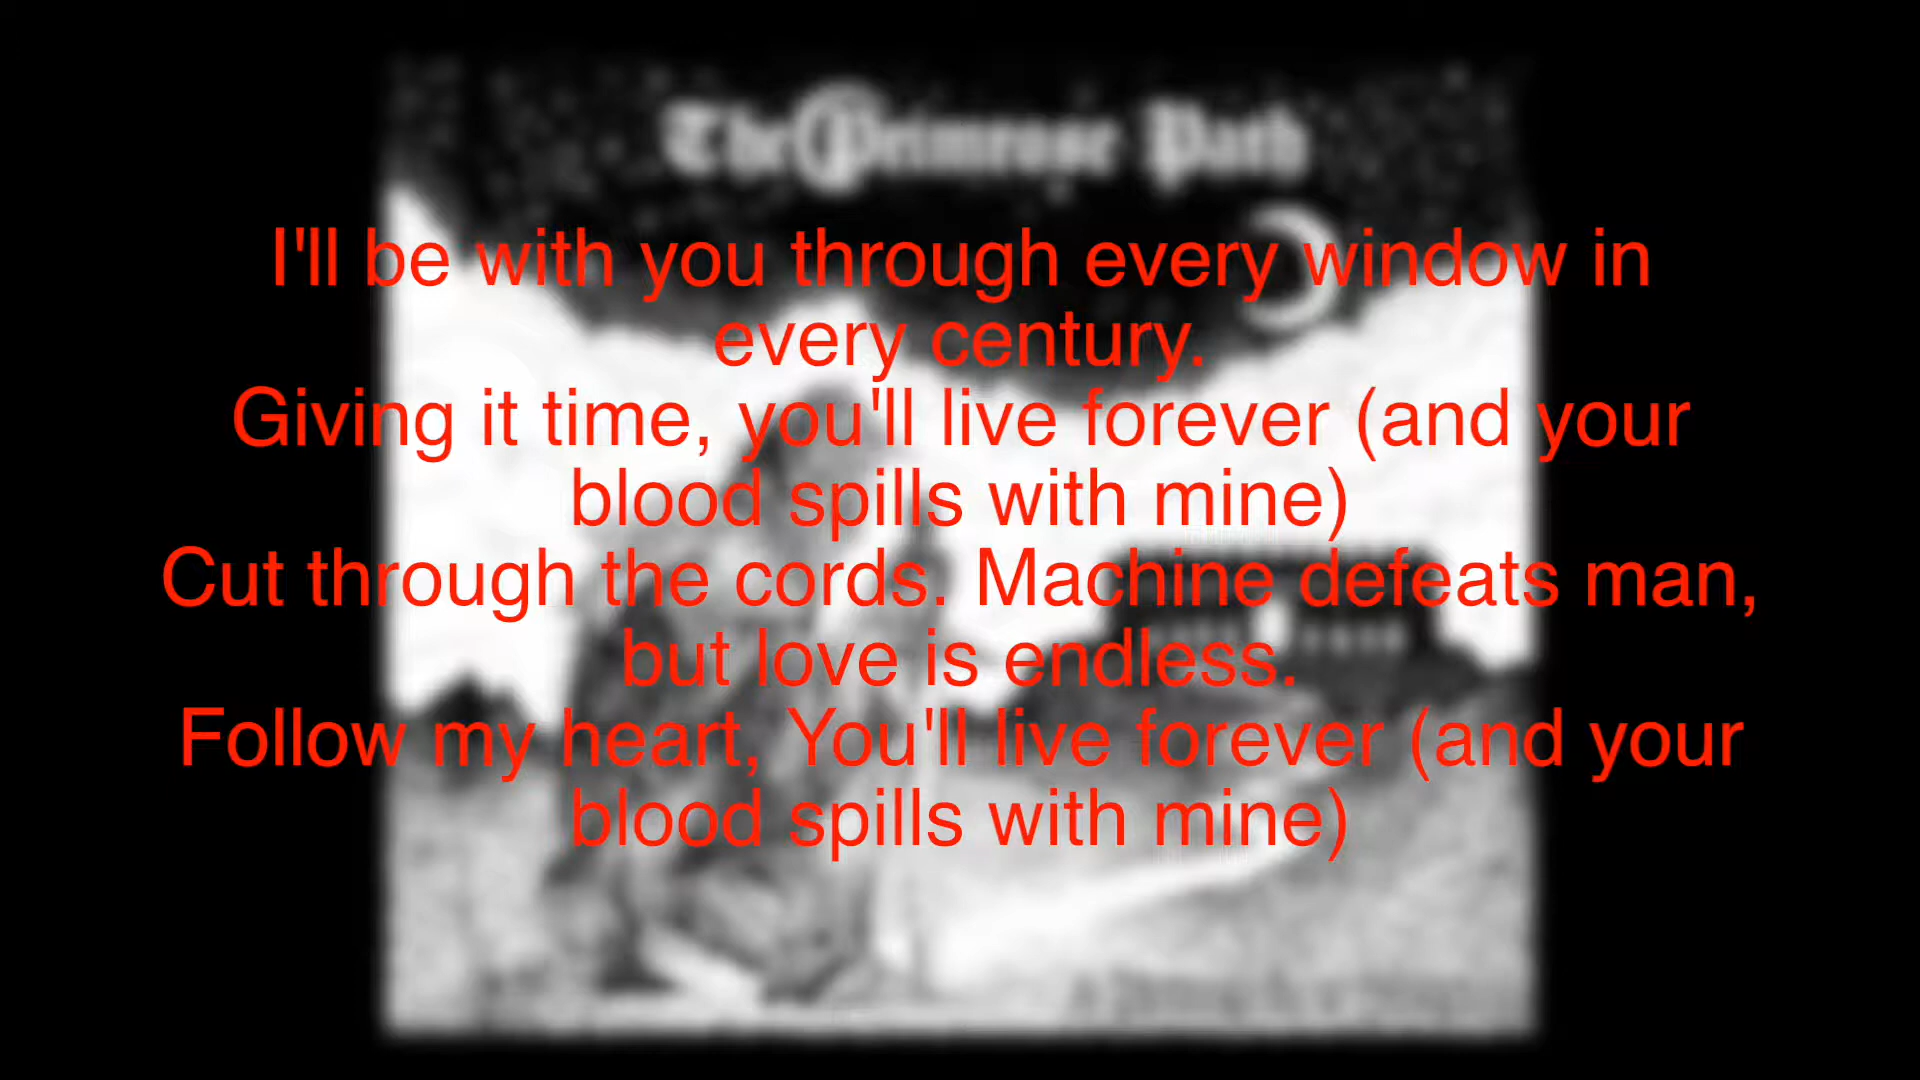 The Primrose Path
I'll be with you through every window in
every century.
Giving it time, you'll live forever (and your
blood spills with mine)
Cut through the cords. Machine defeats man,
but love is endless.
Follow my heart, You'll live forever (and your
blood spills with mine)